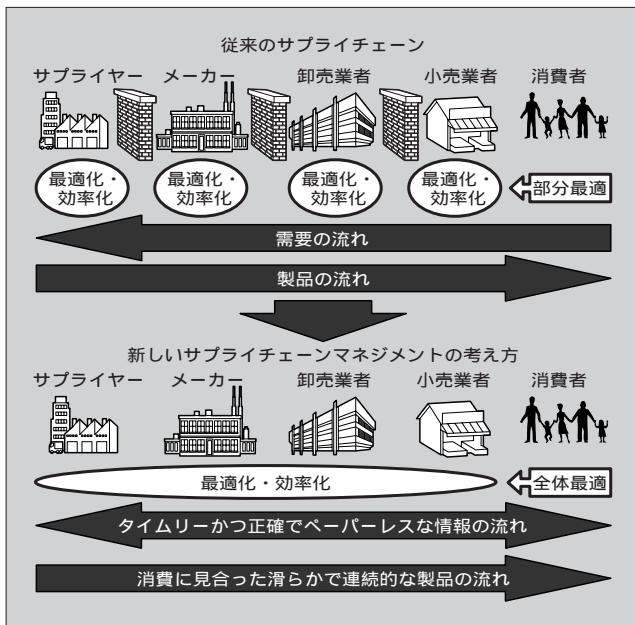 従来のサプライチェーン
サプライヤー メーカー 卸売業者 小売業者 消費者
最適化・
効率化
最適化・
効率化
最適化・
効率化
最適化・
効率化
部分最適
需要の流れ
製品の流れ
新しいサプライチェーンマネジメントの考え方
サプライヤー メーカー 卸売業者 小売業者 消費者
最適化・効率化
全体最適
タイムリーかつ正確でペーパーレスな情報の流れ
消費に見合った滑らかで連続的な製品の流れ